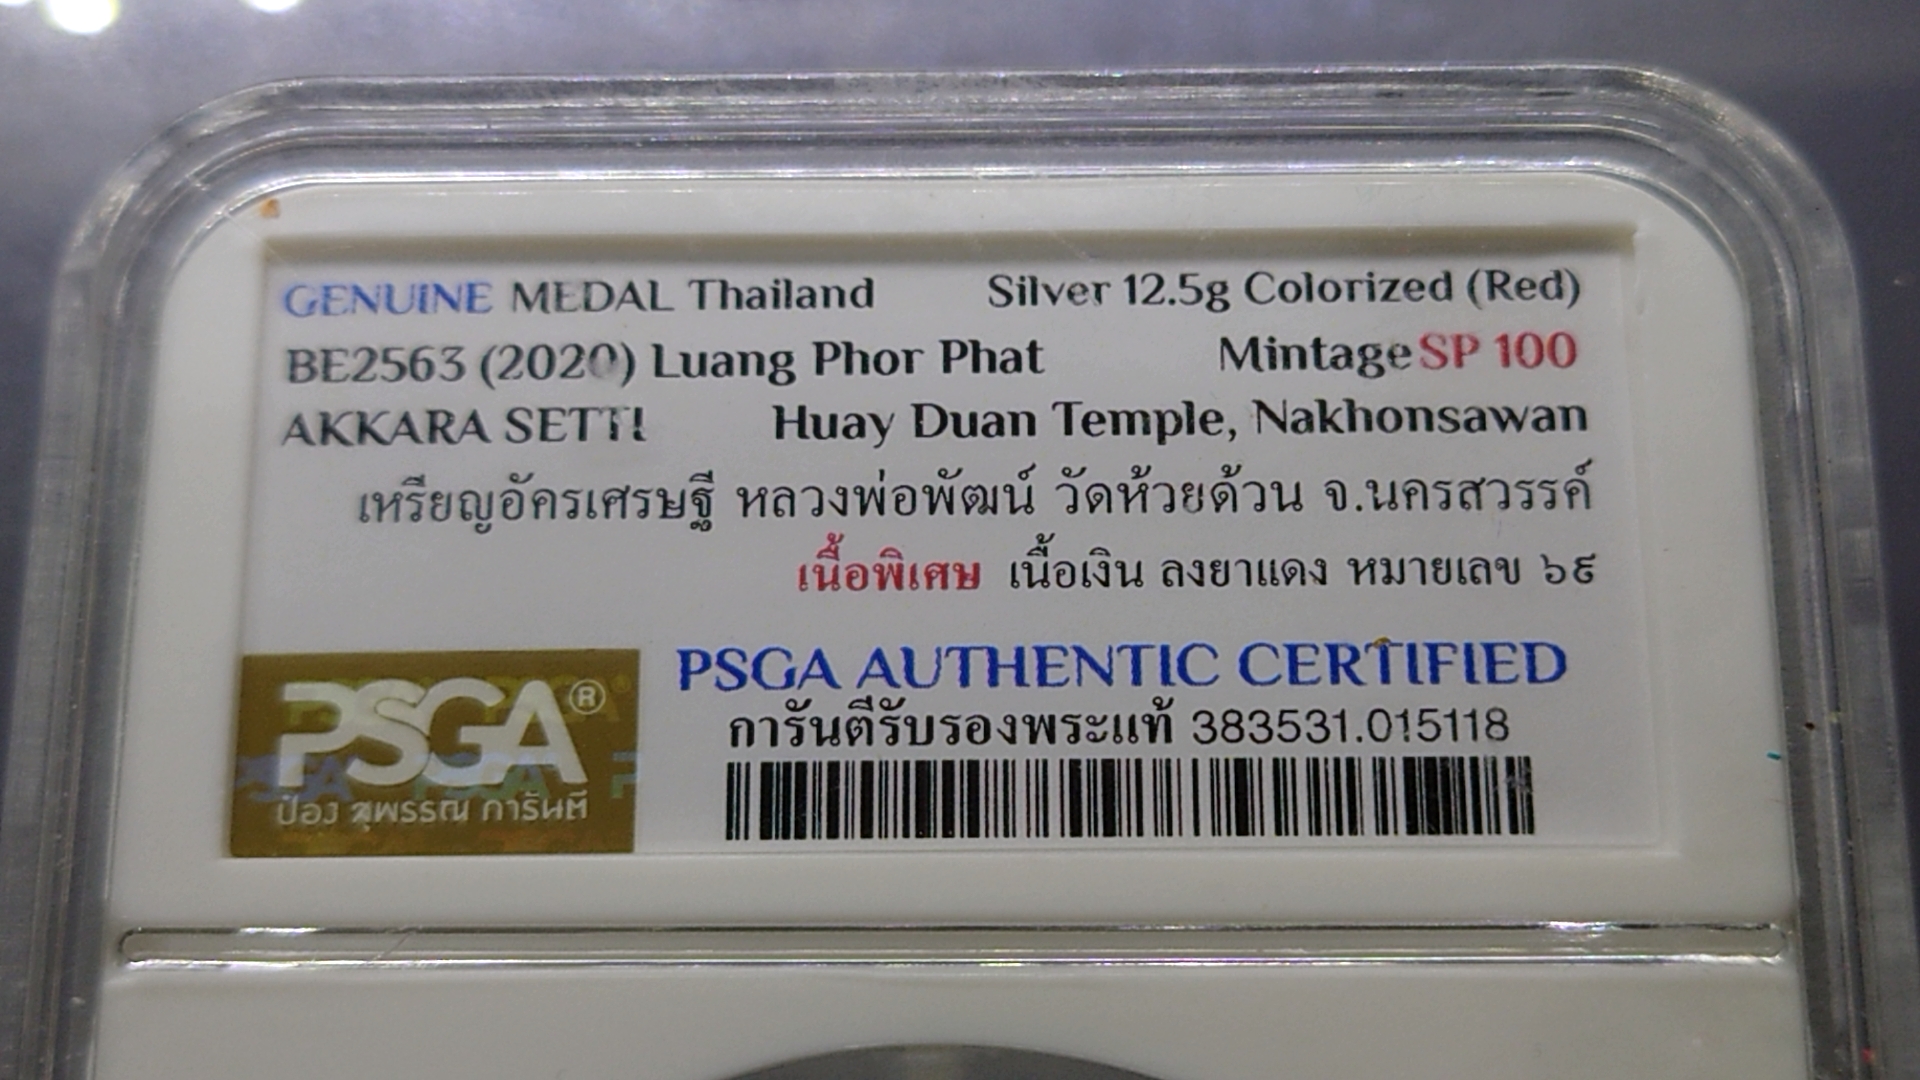 GENUINE MEDAL Thailand Silver 12.5g Colorized (Red)
BE2563 (2020) Luang Phor Phat Mintage SP 100
AKKARA SETTI Huay Duan Temple, Nakhonsawan
เหรียญอัครเศรษฐี หลวงพ่อพัฒน์ วัดห้วยด้วน จ.นครสวรรค์
เนื้อพิเศษ เนื้อเงิน ลงยาแดง หมายเลข ๖๙
PSGA®
ป๋อง สุพรรณ การันตี
PSGA AUTHENTIC CERTIFIED
การันตีรับรองพระแท้ 383531.015118